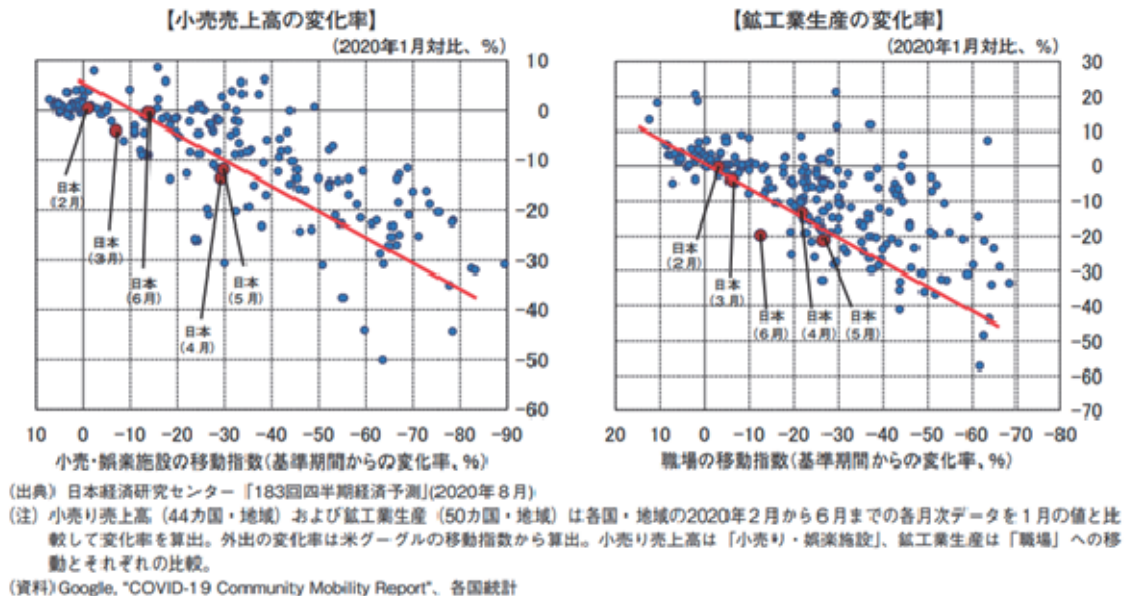 【小売売上高の変化率】
(2020年1月対比、%)
10
0
-10
-20
-30
-40
-50
-60
日本
(2月)
日本
(3月)
日本
(6月)
日本
(4月)
日本
(5月)
10 0 -10 -20 -30 -40 -50 -60 -70 -80 -90
小売・娯楽施設の移動指数(基準期間からの変化率、%)
【鉱工業生産の変化率】
(2020年1月対比、%)
30
20
10
0
-10
-20
-30
-40
-50
-60
-70
日本
(2月)
日本
(3月)
日本
(6月)
日本
(4月)
日本
(5月)
20 10 0 -10 -20 -30 -40 -50 -60 -70 -80
職場の移動指数(基準期間からの変化率、%)
(出典) 日本経済研究センター「183回四半期経済予測」(2020年8月)
(注) 小売り売上高(44カ国・地域)および鉱工業生産(50カ国・地域)は各国・地域の2020年2月から6月までの各月次データを1月の値と比
較して変化率を算出。外出の変化率は米グーグルの移動指数から算出。小売り売上高は「小売り・娯楽施設」、鉱工業生産は「職場」への移
動とそれぞれの比較。
(資料)Google, "COVID-19 Community Mobility Report"、各国統計